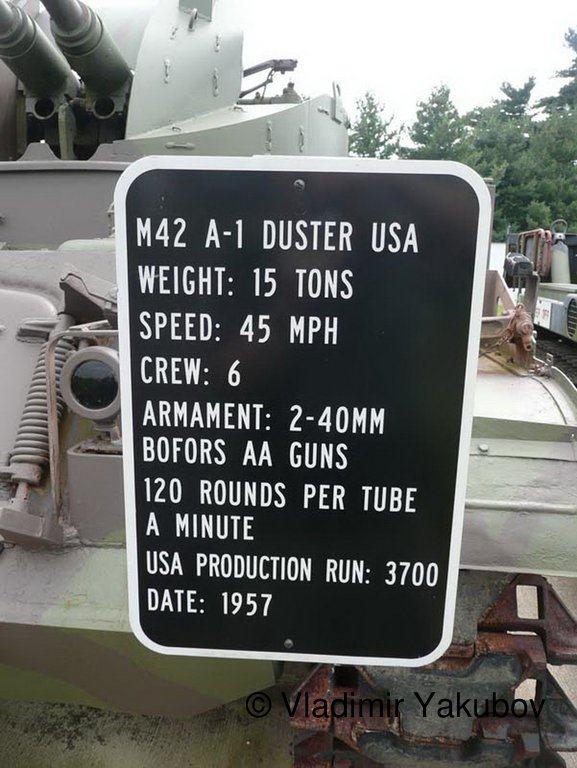 M42 A-1 DUSTER USA
WEIGHT: 15 TONS
SPEED: 45 MPH
CREW: 6
ARMAMENT: 2-40MM
BOFORS AA GUNS
120 ROUNDS PER TUBE
A MINUTE
USA PRODUCTION RUN: 3700
DATE: 1957
© Vladimir Yakubov